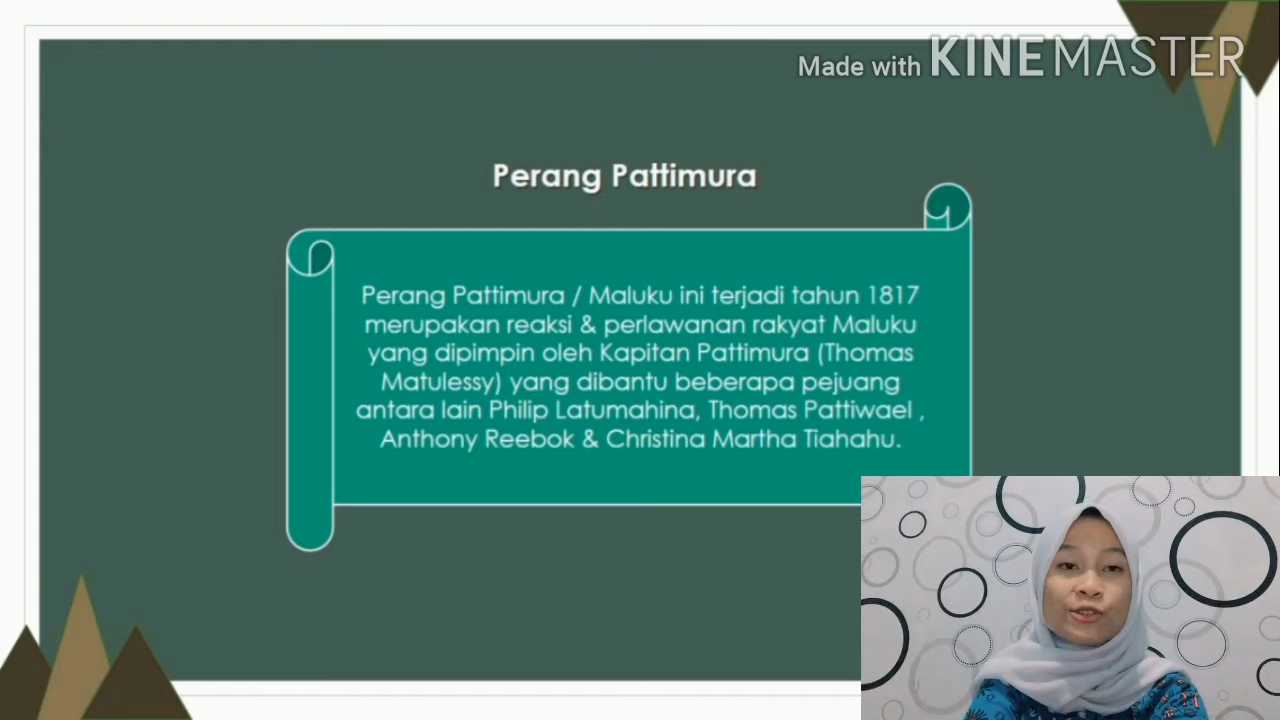 Made with KINEMASTER
Perang Pattimura
Perang Pattimura / Maluku ini terjadi tahun 1817
merupakan reaksi & perlawanan rakyat Maluku
yang dipimpin oleh Kapitan Pattimura (Thomas
Matulessy) yang dibantu beberapa pejuang
antara lain Philip Latumahina, Thomas Pattiwael ,
Anthony Reebok & Christina Martha Tiahahu.